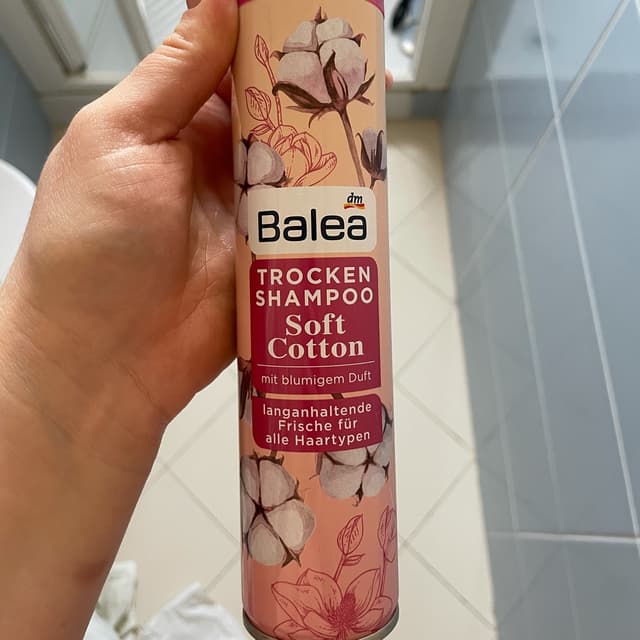 dm
Balea
TROCKEN
SHAMPOO
Soft
Cotton
mit blumigem Duft
langanhaltende
Frische für
alle Haartypen